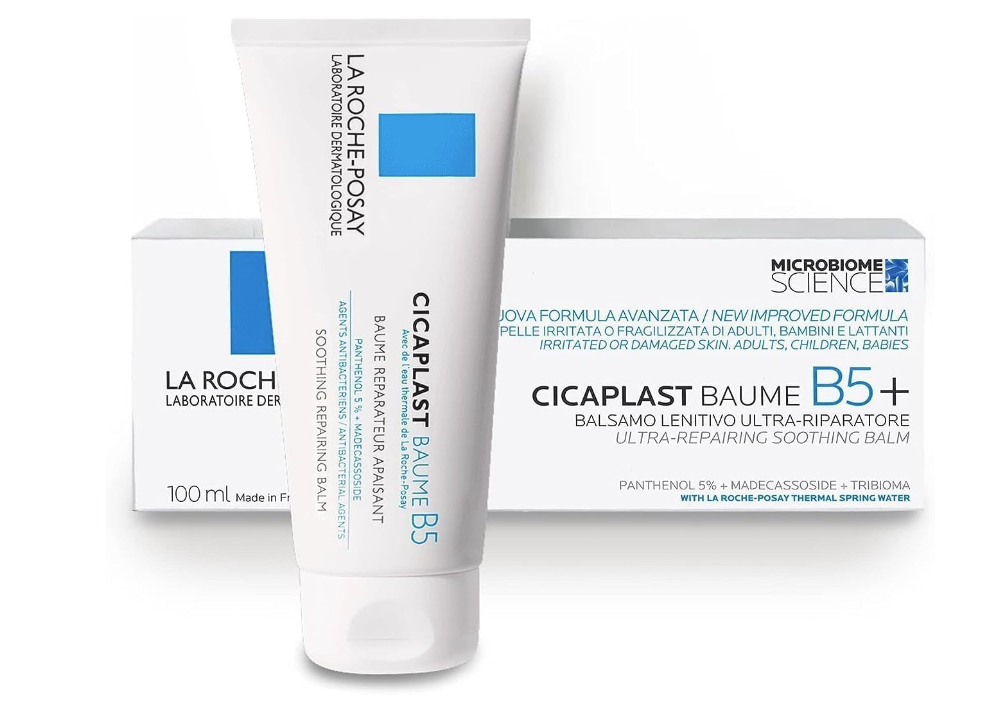 LA ROCHE-POSAY
LABORATOIRE DERMATOLOGIQUE
CICAPLAST BAUME B5
Avec de l'eau thermale de La Roche-Posay
BAUME REPARATEUR APAISANT
PANTHENOL 5% + MADECASSOSIDE
AGENTS ANTIBACTERIENS / ANTIBACTERIAL AGENTS
SOOTHING REPAIRING BALM
LA ROCH
LABORATOIRE DER
100 ml Made in Fr
MICROBIOME
SCIENCE
UOVA FORMULA AVANZATA / NEW IMPROVED FORMULA
PELLE IRRITATA O FRAGILIZZATA DI ADULTI, BAMBINI E LATTANTI
IRRITATED OR DAMAGED SKIN. ADULTS, CHILDREN, BABIES
CICAPLAST BAUME B5+
BALSAMO LENITIVO ULTRA-RIPARATORE
ULTRA-REPAIRING SOOTHING BALM
PANTHENOL 5% + MADECASSOSIDE + TRIBIOMA
WITH LA ROCHE-POSAY THERMAL SPRING WATER